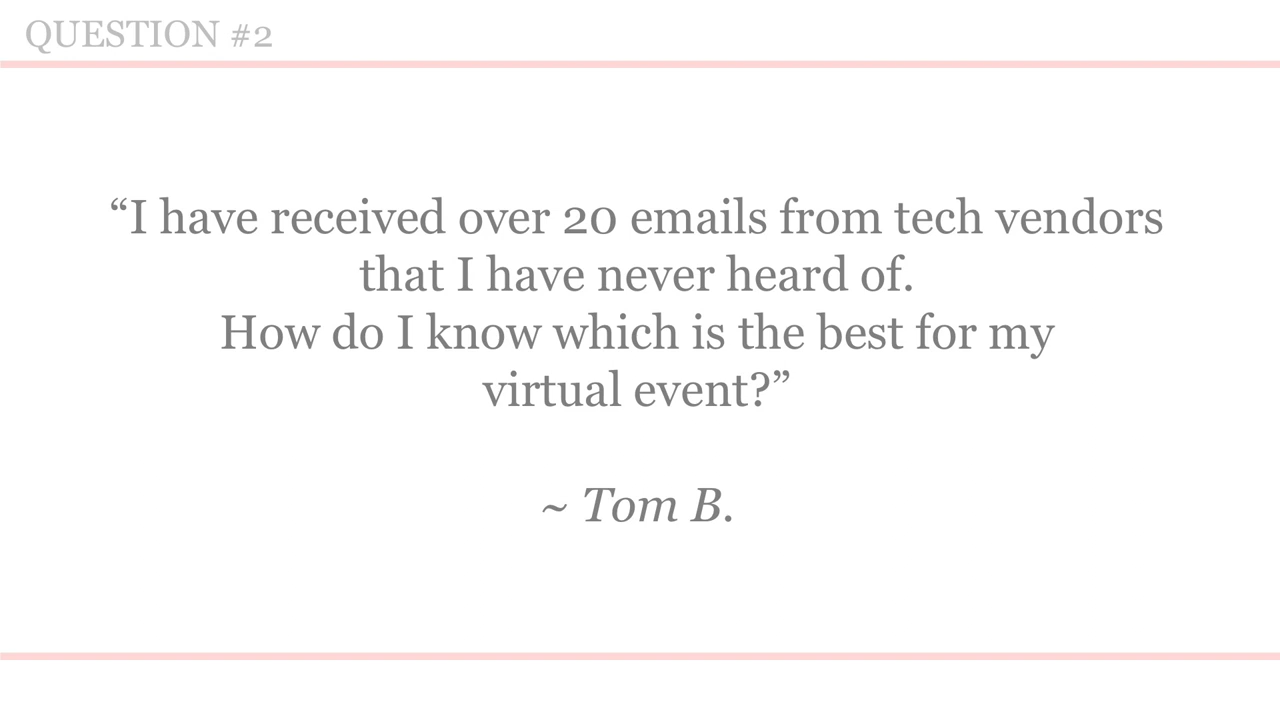 QUESTION #2
“I have received over 20 emails from tech vendors
that I have never heard of.
How do I know which is the best for my
virtual event?”
~ Tom B.